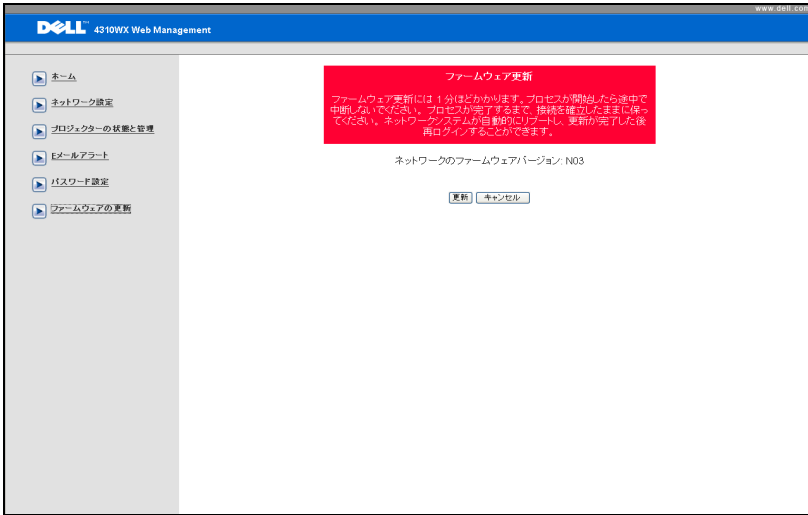 www.dell.com
DELL™ 4310WX Web Management
ホーム
ネットワーク設定
プロジェクターの状態と管理
Eメールアラート
パスワード設定
ファームウェアの更新
ファームウェア更新
ファームウェア更新には 1 分ほどかかります。プロセスが開始したら途中で
中断しないでください。プロセスが完了するまで、接続を確立したままに保っ
てください。ネットワークシステムが自動的にリブートし、更新が完了した後
再ログインすることができます。
ネットワークのファームウェアバージョン: N03
更新 キャンセル